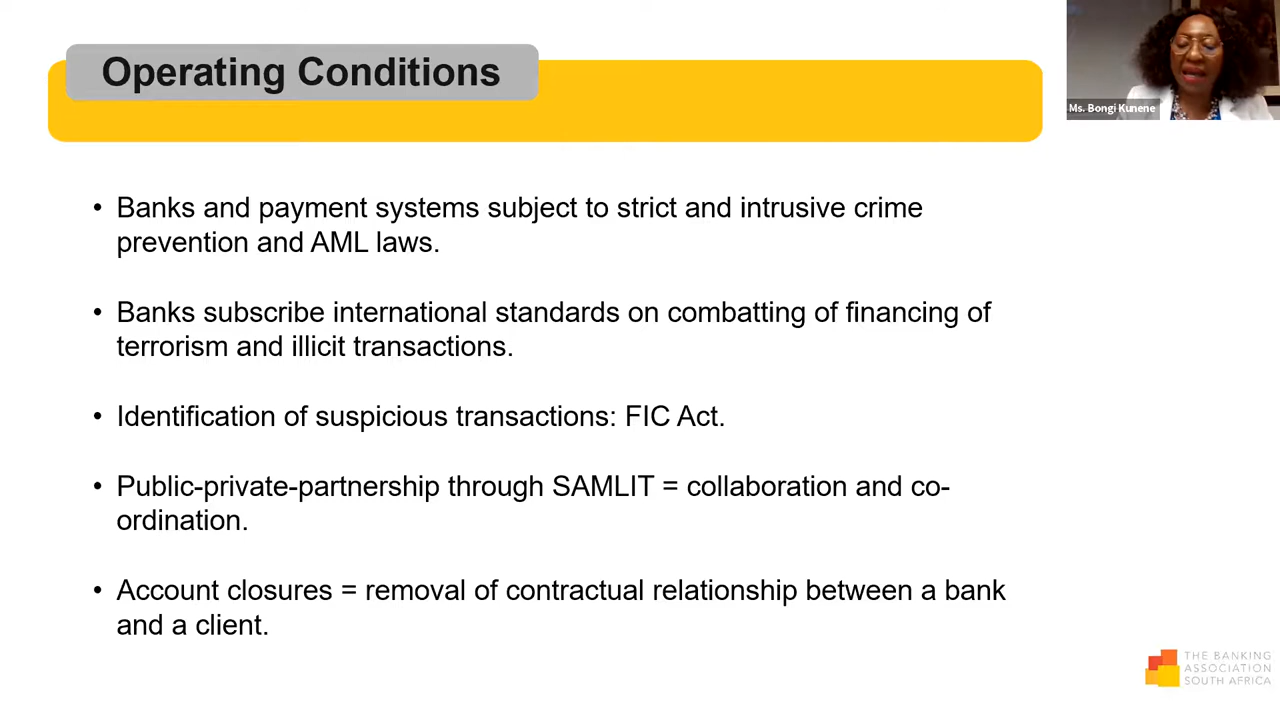 Operating Conditions
Ms. Bongi Kunene
• Banks and payment systems subject to strict and intrusive crime
prevention and AML laws.
• Banks subscribe international standards on combatting of financing of
terrorism and illicit transactions.
• Identification of suspicious transactions: FIC Act.
• Public-private-partnership through SAMLIT = collaboration and co-
ordination.
• Account closures = removal of contractual relationship between a bank
and a client.
THE BANKING
ASSOCIATION
SOUTH AFRICA